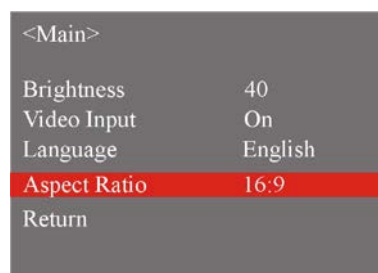 <Main>
Brightness 40
Video Input On
Language English
Aspect Ratio 16:9
Return